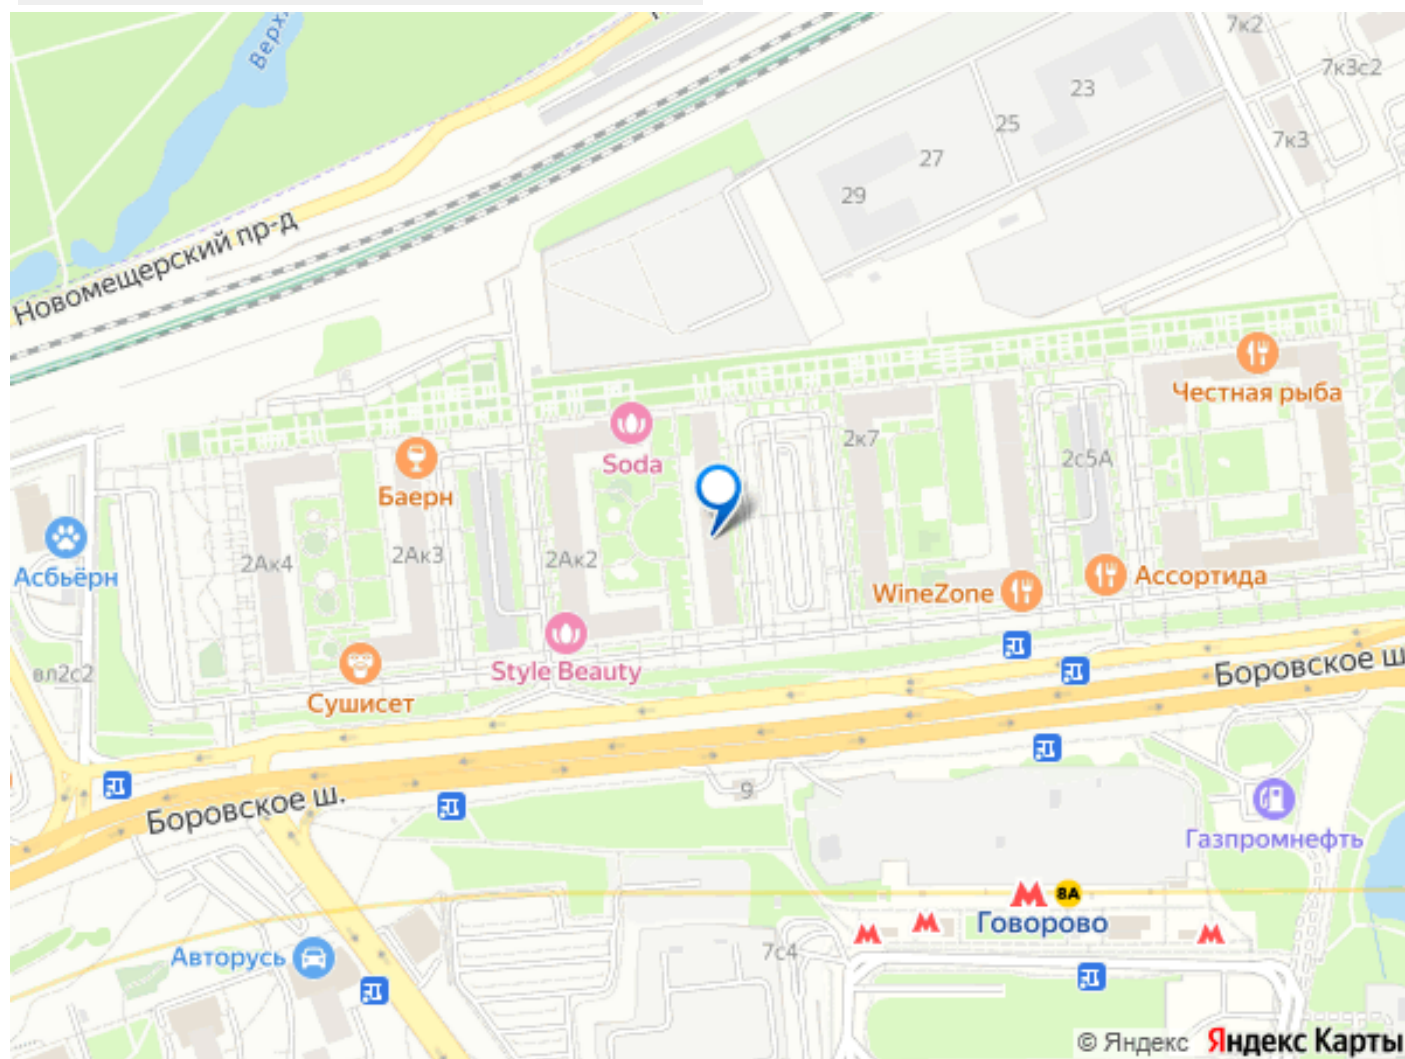 Верх
7к2
7к3с2
23
25
7к3
27
29
Новомещерский пр-д
Честная рыба
2к7
Soda
2с5А
Баерн
2Ак4
2Ак3
2Ак2
Асбьёрн
Ассортида
WineZone
вл2с2
Style Beauty
Боровское ш
Сушисет
9
Боровское ш.
Газпромнефть
8А
Говорово
7с4
Авторусь
© Яндекс Яндекс Карты